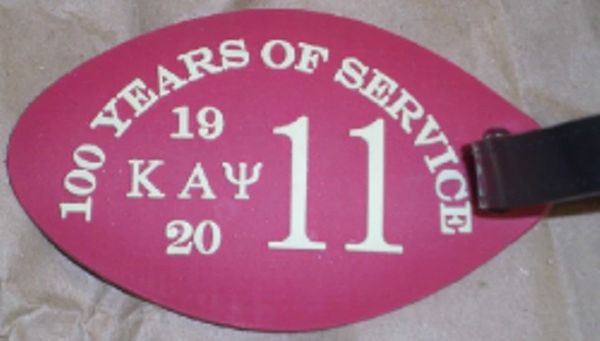 100 YEARS OF SERVICE
19
ΚΑΨ
20
11